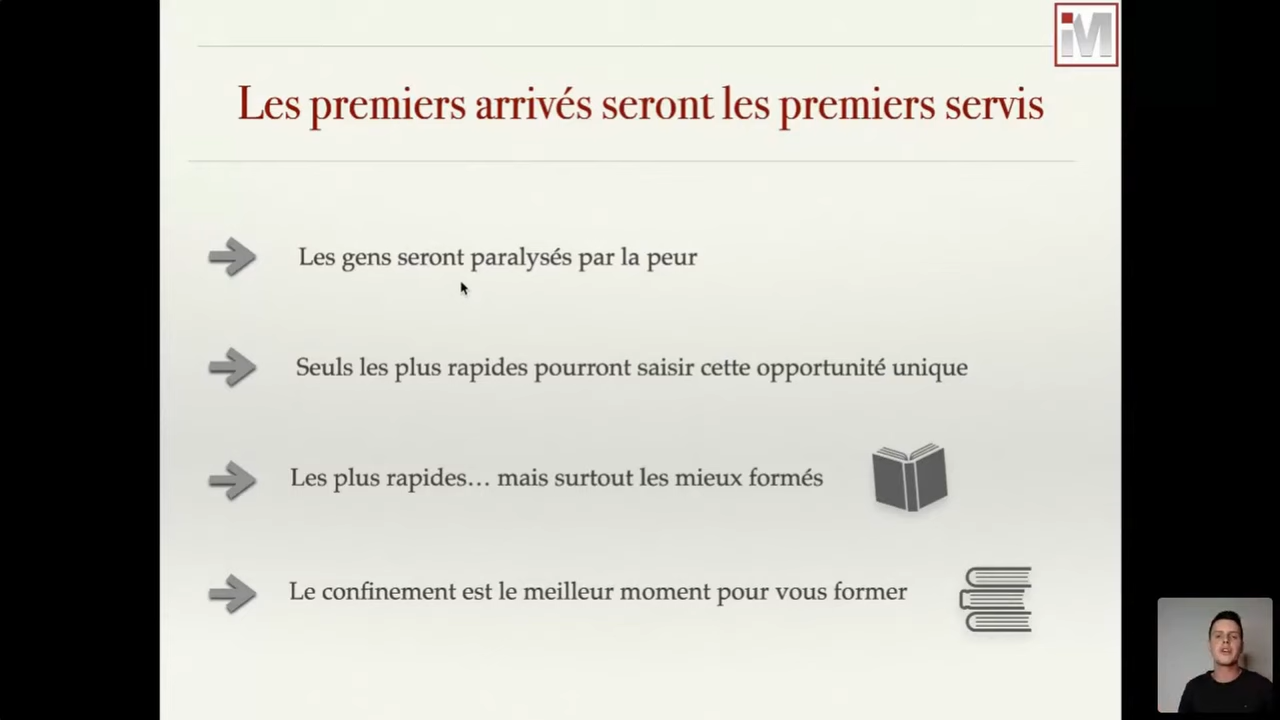 iM
Les premiers arrivés seront les premiers servis
Les gens seront paralysés par la peur
Seuls les plus rapides pourront saisir cette opportunité unique
Les plus rapides… mais surtout les mieux formés
Le confinement est le meilleur moment pour vous former